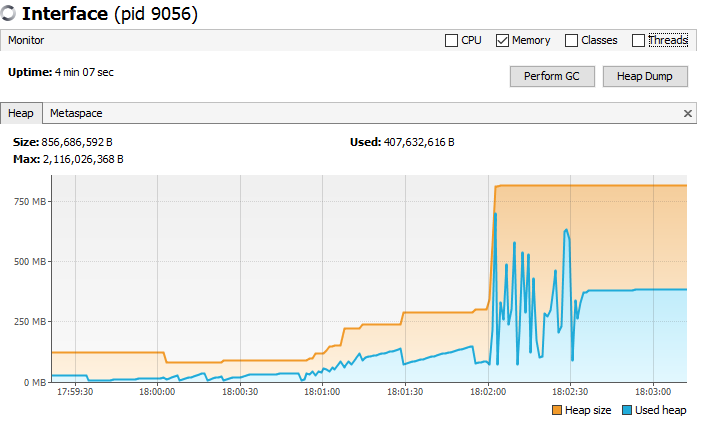 Interface (pid 9056)
Monitor CPU Memory Classes Threads
Uptime: 4 min 07 sec Perform GC Heap Dump
Heap Metaspace
Size: 856,686,592 B Used: 407,632,616 B
Max: 2,116,026,368 B
750 MB
500 MB
250 MB
0 MB
17:59:30 18:00:00 18:00:30 18:01:00 18:01:30 18:02:00 18:02:30 18:03:00
Heap size Used heap